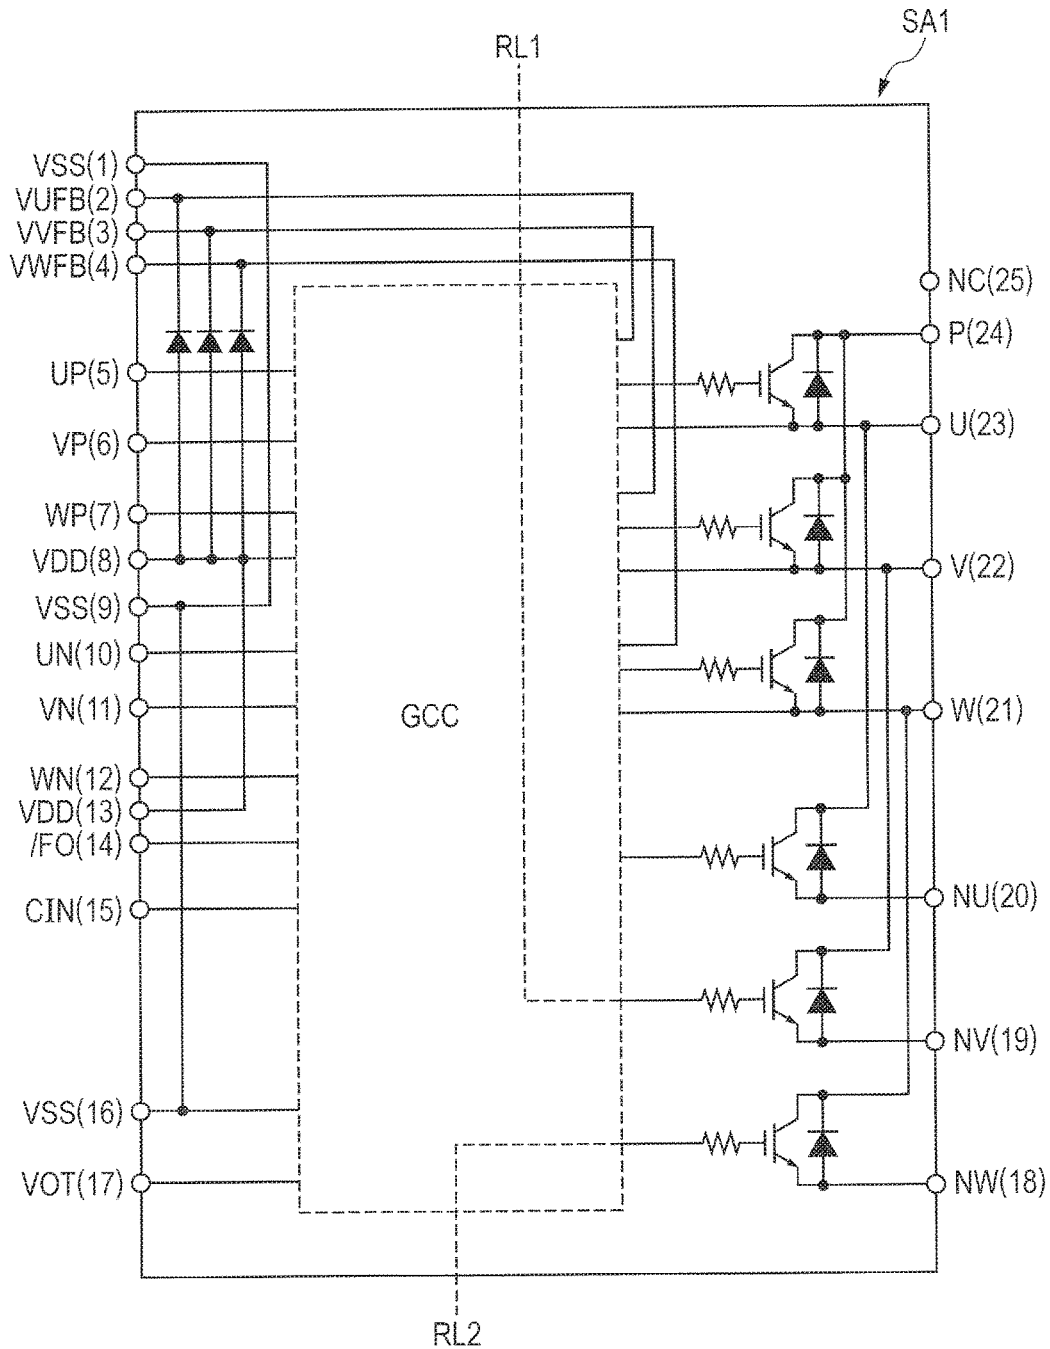 SA1
RL1
VSS(1)
VUFB(2)
VVFB(3)
VWFB(4)
UP(5)
VP(6)
WP(7)
VDD(8)
VSS(9)
UN(10)
VN(11)
WN(12)
VDD(13)
/FO(14)
CIN(15)
VSS(16)
VOT(17)
GCC
NC(25)
P(24)
U(23)
V(22)
W(21)
NU(20)
NV(19)
NW(18)
RL2